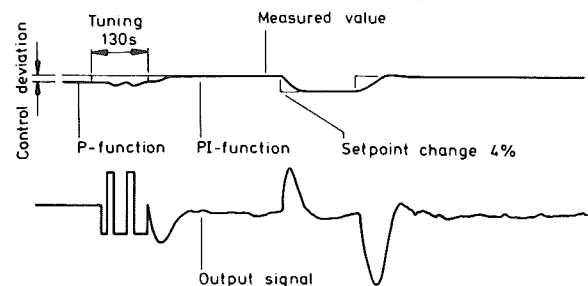 Tuning
130s
Measured value
Control deviation
P-function
PI-function
Setpoint change 4%
Output signal